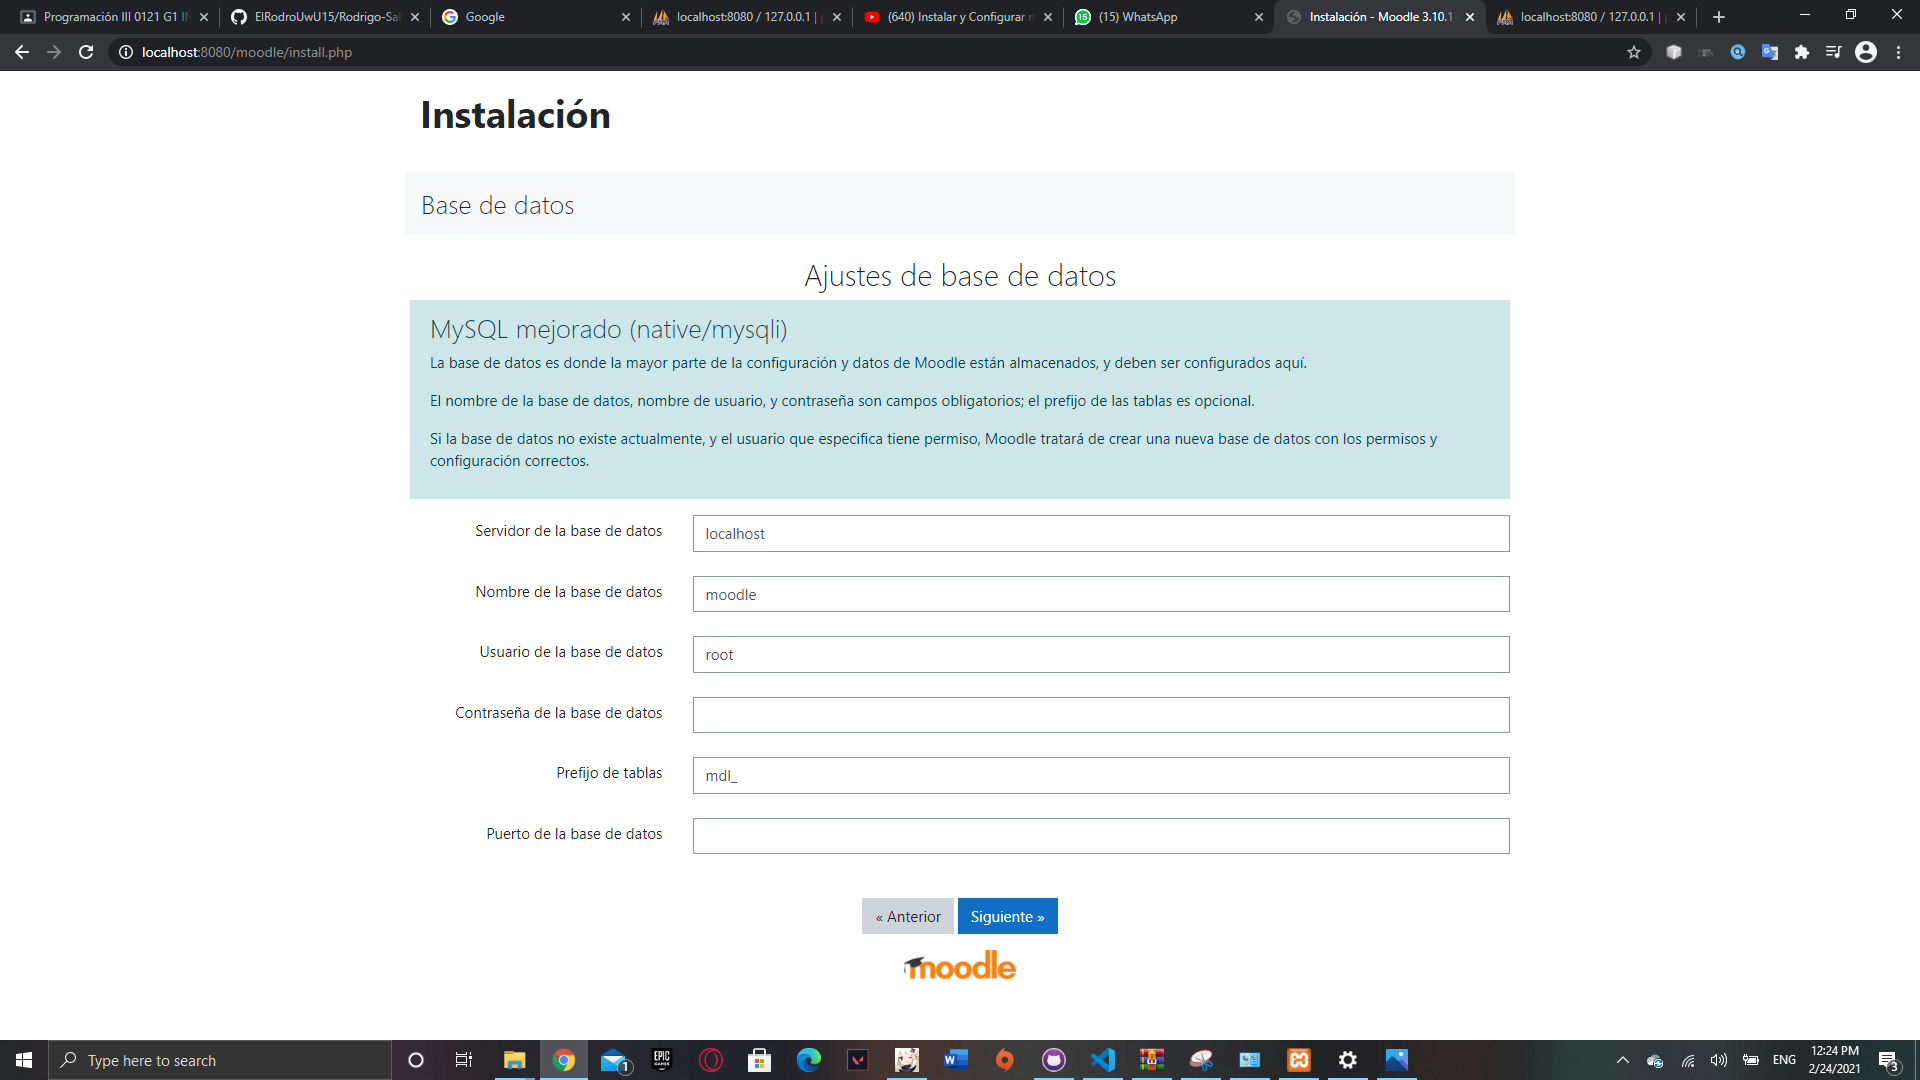 Programación III 0121 G1 IN
ElRodroUwU15/Rodrigo-Sal
Google
localhost:8080 / 127.0.0.1 | p
(640) Instalar y Configurar m
(15) WhatsApp
Instalación - Moodle 3.10.1
localhost:8080 / 127.0.0.1 | p
localhost:8080/moodle/install.php
Instalación
Base de datos
Ajustes de base de datos
MySQL mejorado (native/mysqli)
La base de datos es donde la mayor parte de la configuración y datos de Moodle están almacenados, y deben ser configurados aquí.
El nombre de la base de datos, nombre de usuario, y contraseña son campos obligatorios; el prefijo de las tablas es opcional.
Si la base de datos no existe actualmente, y el usuario que especifica tiene permiso, Moodle tratará de crear una nueva base de datos con los permisos y
configuración correctos.
Servidor de la base de datos localhost
Nombre de la base de datos moodle
Usuario de la base de datos root
Contraseña de la base de datos
Prefijo de tablas mdl_
Puerto de la base de datos
« Anterior Siguiente »
moodle
Type here to search
1
EPIC GAMES
ENG
12:24 PM
2/24/2021
3